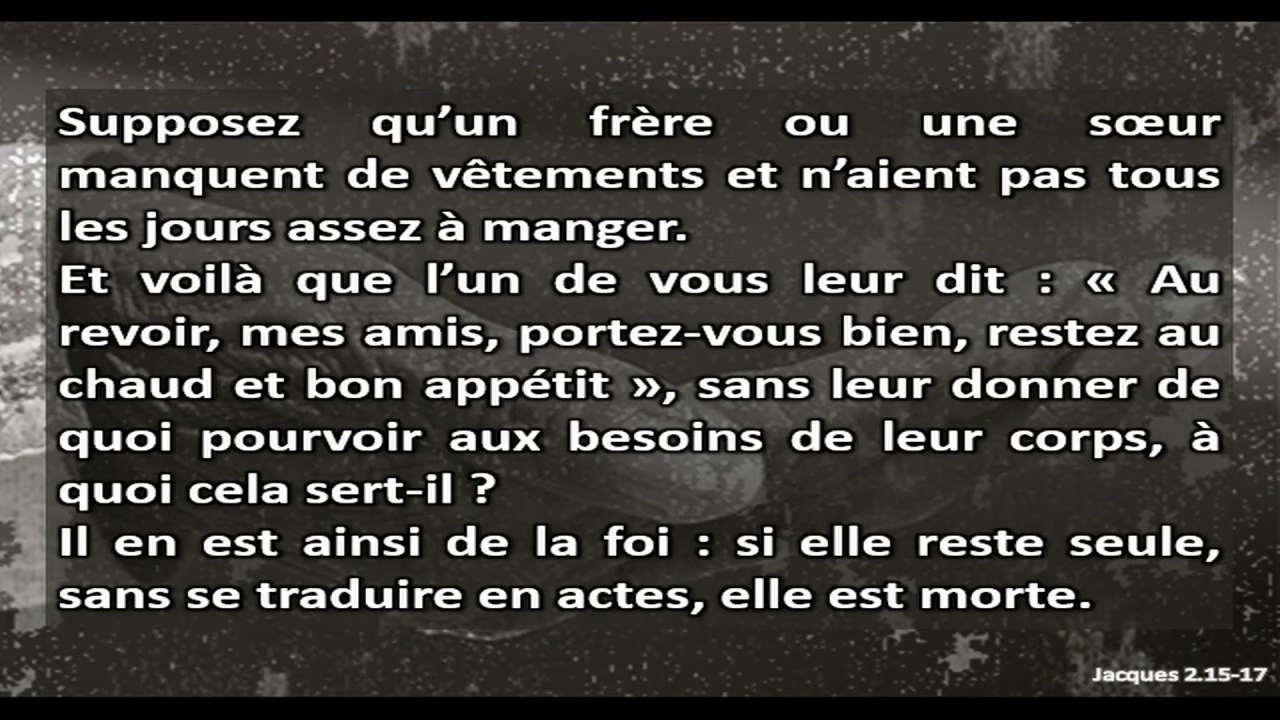 Supposez qu’un frère ou une sœur
manquent de vêtements et n’aient pas tous
les jours assez à manger.
Et voilà que l’un de vous leur dit : « Au
revoir, mes amis, portez-vous bien, restez au
chaud et bon appétit », sans leur donner de
quoi pourvoir aux besoins de leur corps, à
quoi cela sert-il ?
Il en est ainsi de la foi : si elle reste seule,
sans se traduire en actes, elle est morte.
Jacques 2.15-17